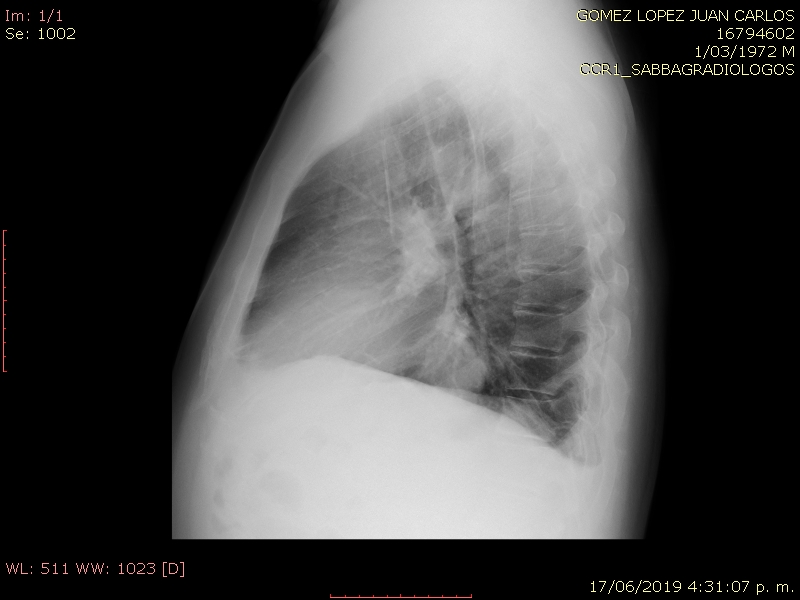 Im: 1/1
Se: 1002
GOMEZ LOPEZ JUAN CARLOS
16794602
1/03/1972 M
CCR1_SABBAGRADIOLOGOS
WL: 511 WW: 1023 [D]
17/06/2019 4:31:07 p. m.